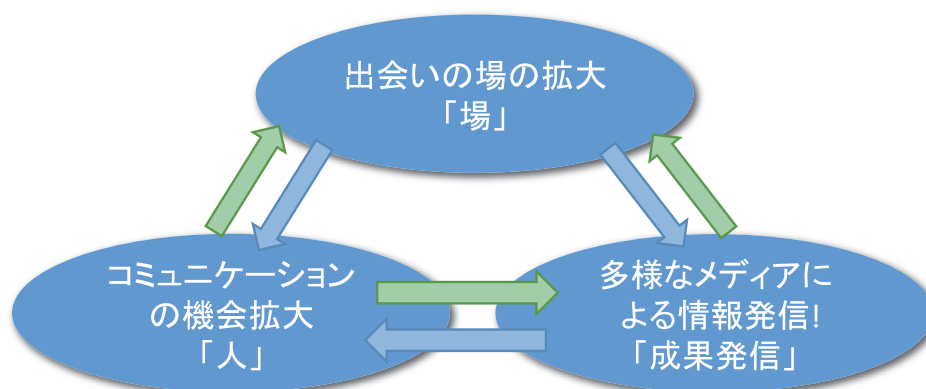 出会いの場の拡大
「場」
コミュニケーション
の機会拡大
「人」
多様なメディアに
よる情報発信!
「成果発信」